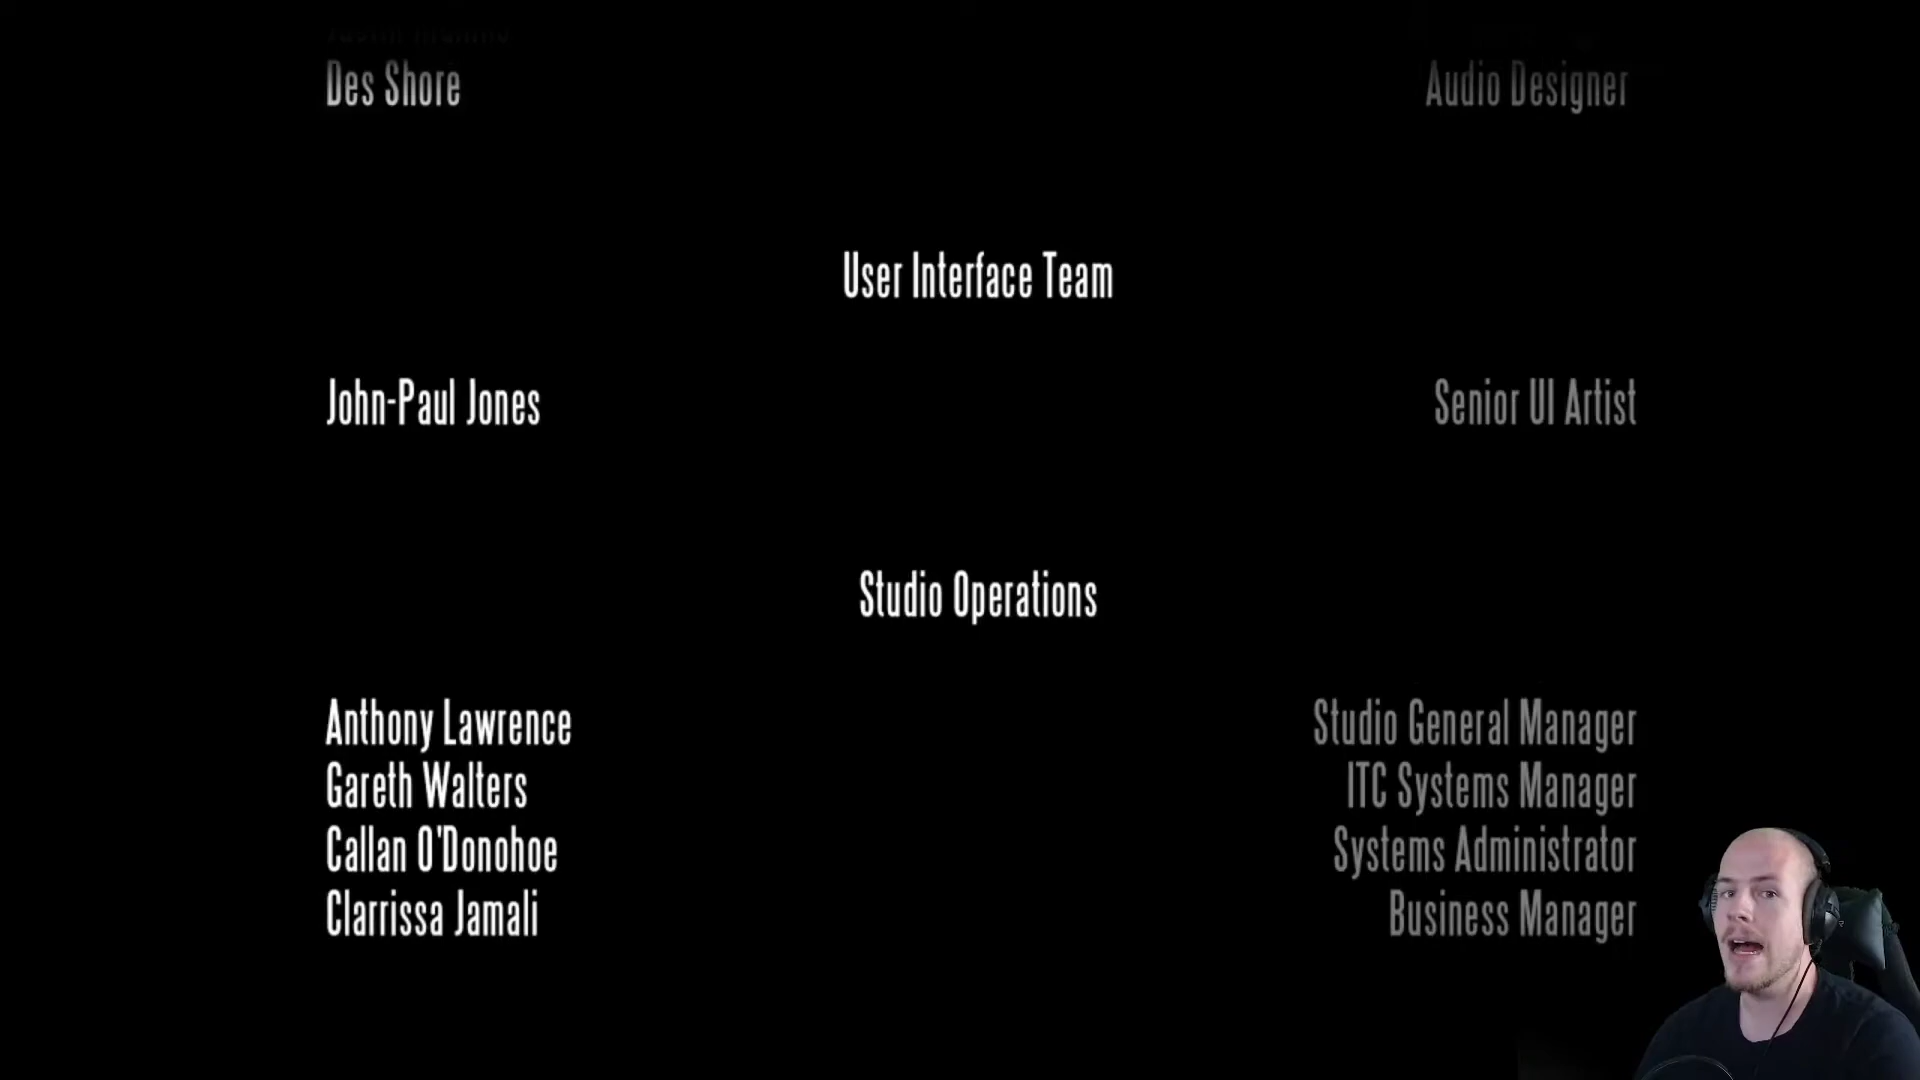 Des Shore Audio Designer
User Interface Team
John-Paul Jones Senior UI Artist
Studio Operations
Anthony Lawrence Studio General Manager
Gareth Walters ITC Systems Manager
Callan O'Donohoe Systems Administrator
Clarrissa Jamali Business Manager